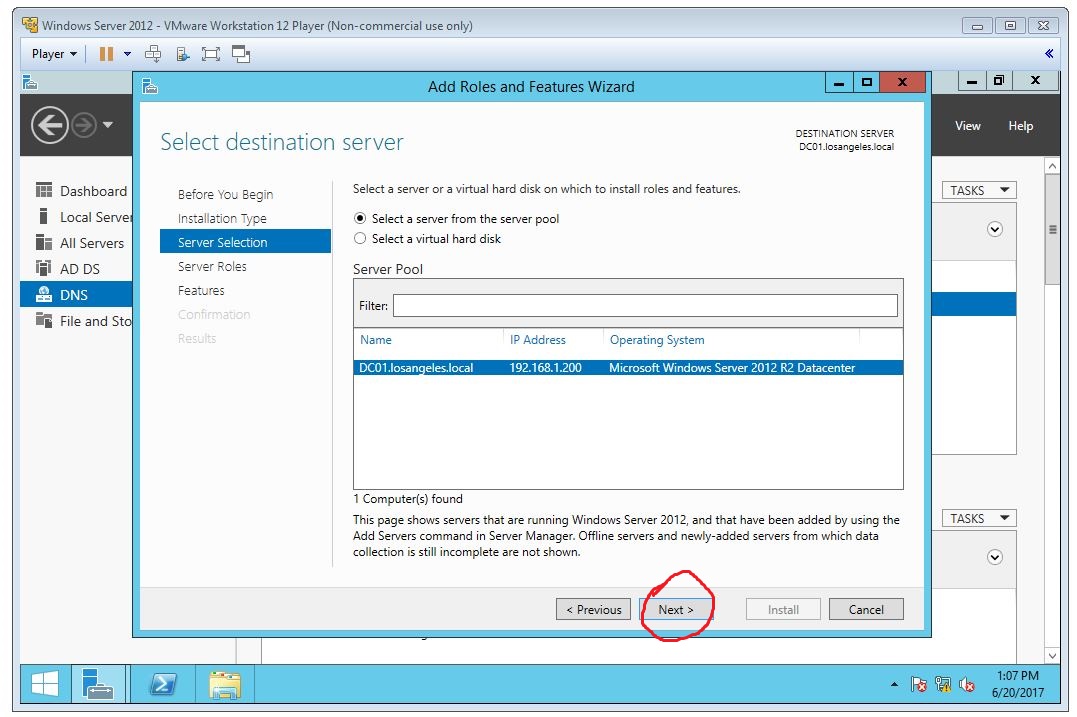 Windows Server 2012 - VMware Workstation 12 Player (Non-commercial use only)
Player
Add Roles and Features Wizard
View Help
Select destination server
DESTINATION SERVER
DC01.losangeles.local
Dashboard
Local Server
All Servers
AD DS
DNS
File and Sto
Before You Begin
Installation Type
Server Selection
Server Roles
Features
Confirmation
Results
Select a server or a virtual hard disk on which to install roles and features.
Select a server from the server pool
Select a virtual hard disk
Server Pool
Filter:
Name IP Address Operating System
DC01.losangeles.local 192.168.1.200 Microsoft Windows Server 2012 R2 Datacenter
1 Computer(s) found
This page shows servers that are running Windows Server 2012, and that have been added by using the
Add Servers command in Server Manager. Offline servers and newly-added servers from which data
collection is still incomplete are not shown.
< Previous Next > Install Cancel
TASKS
TASKS
1:07 PM
6/20/2017